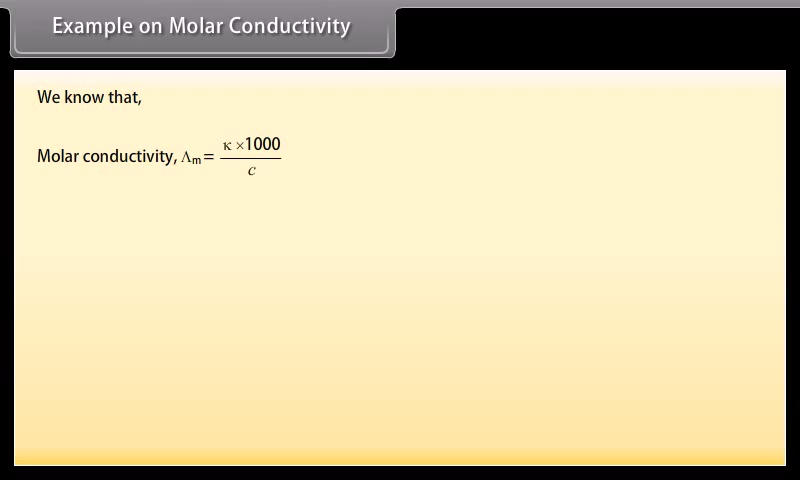 Example on Molar Conductivity
We know that,
Molar conductivity, Λm = κ ×1000 / c